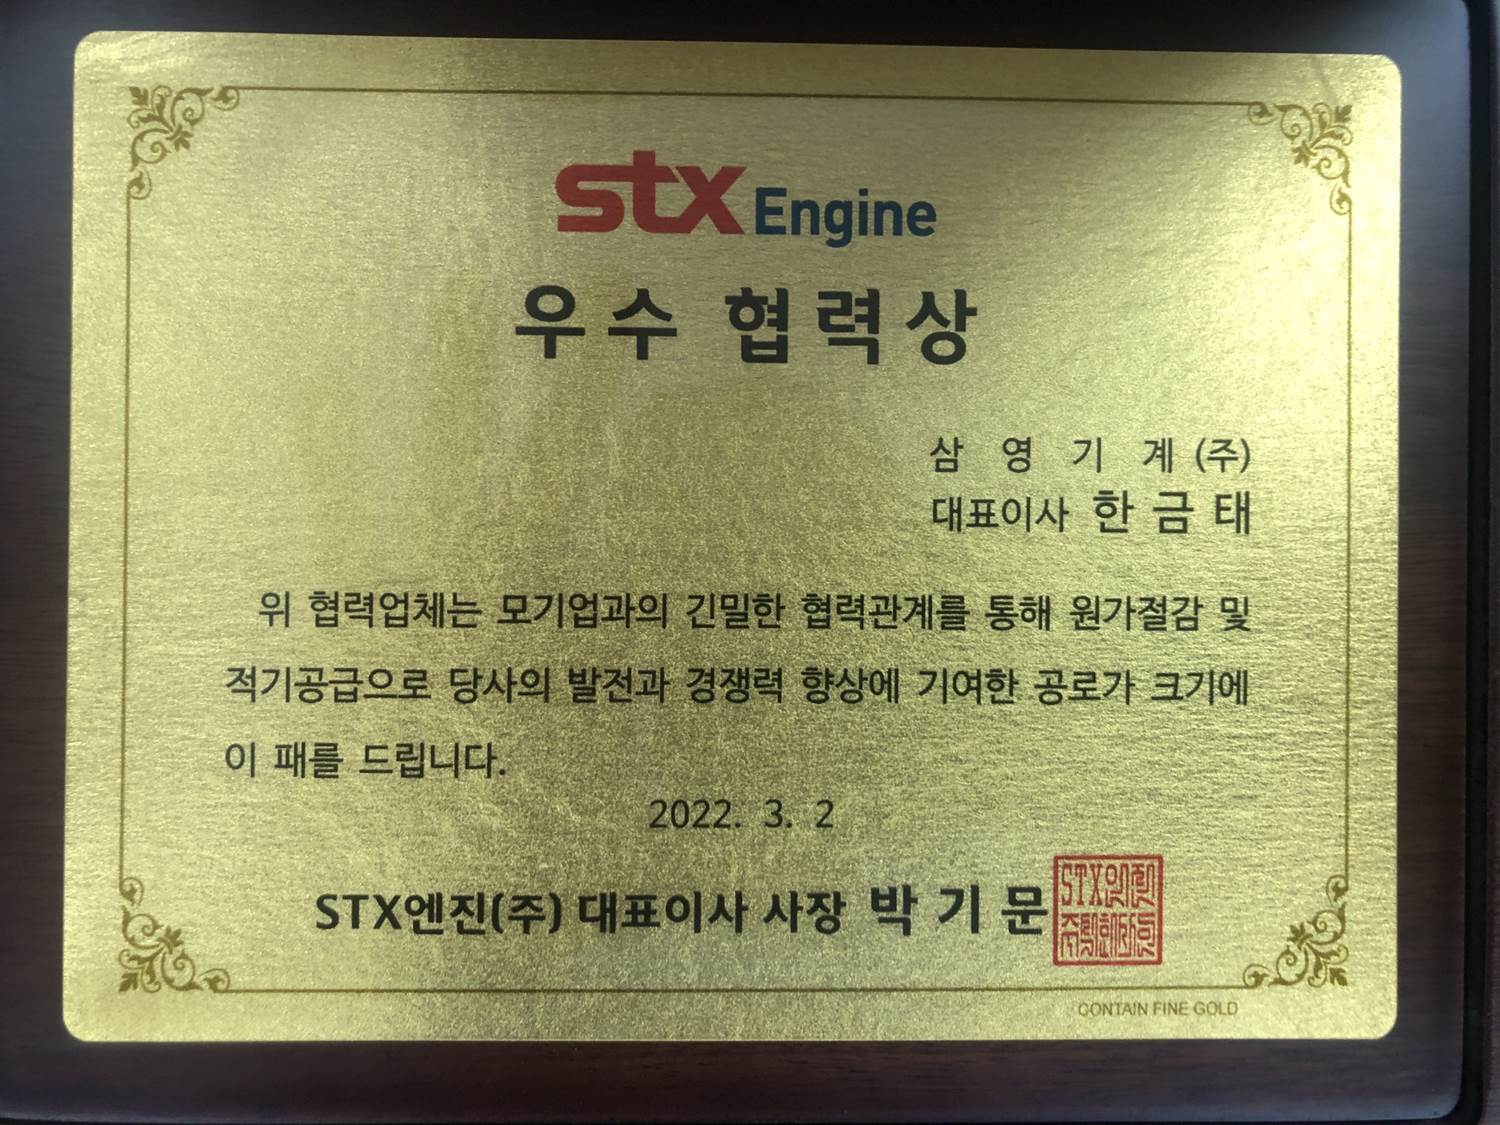 stx Engine
우수 협력상
삼 영 기 계 (주)
대표이사 한 금 태
위 협력업체는 모기업과의 긴밀한 협력관계를 통해 원가절감 및
적기공급으로 당사의 발전과 경쟁력 향상에 기여한 공로가 크기에
이 패를 드립니다.
2022. 3. 2
STX엔진(주) 대표이사 사장 박 기 문
STX엔진
CONTAIN FINE GOLD